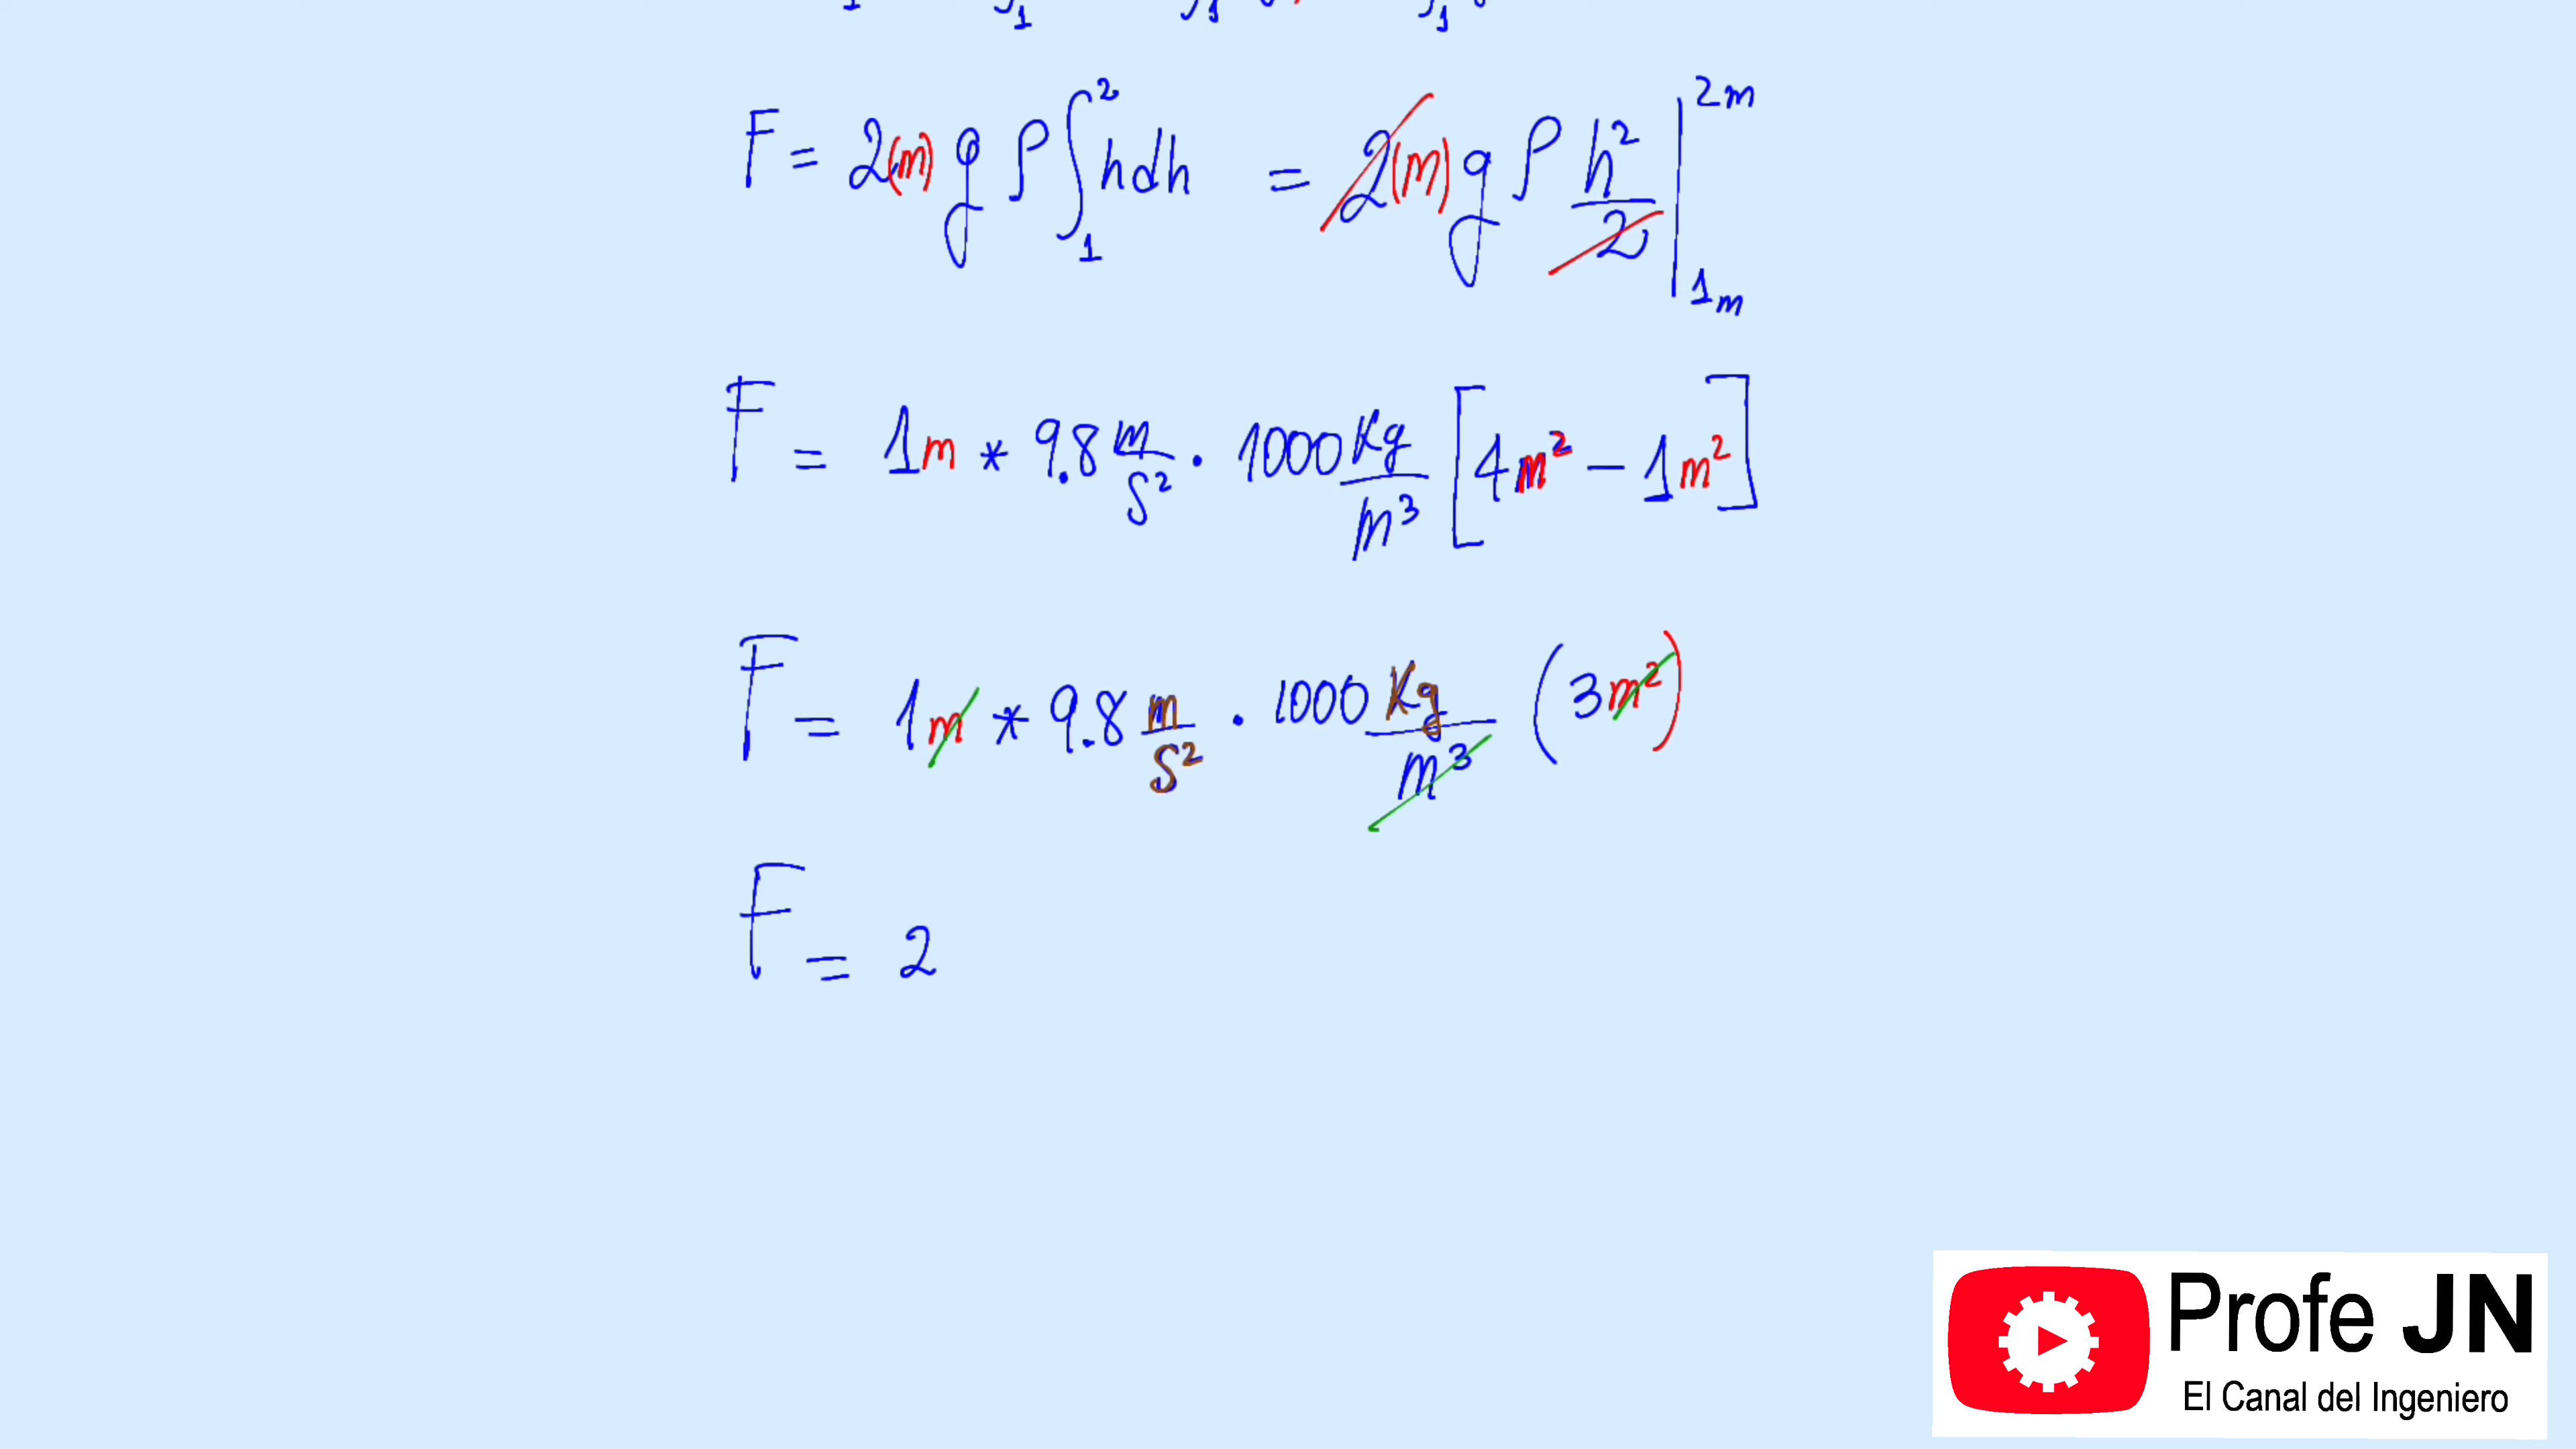 F = 2(m) g ρ ∫₁² h dh = 2(m) g ρ h²/2 |₁ₘ^2m
F = 1m * 9.8 m/s² · 1000 Kg/m³ [4m² − 1m²]
F = 1m * 9.8 m/s² · 1000 Kg/m³ (3m²)
F = 2
Profe JN
El Canal del Ingeniero